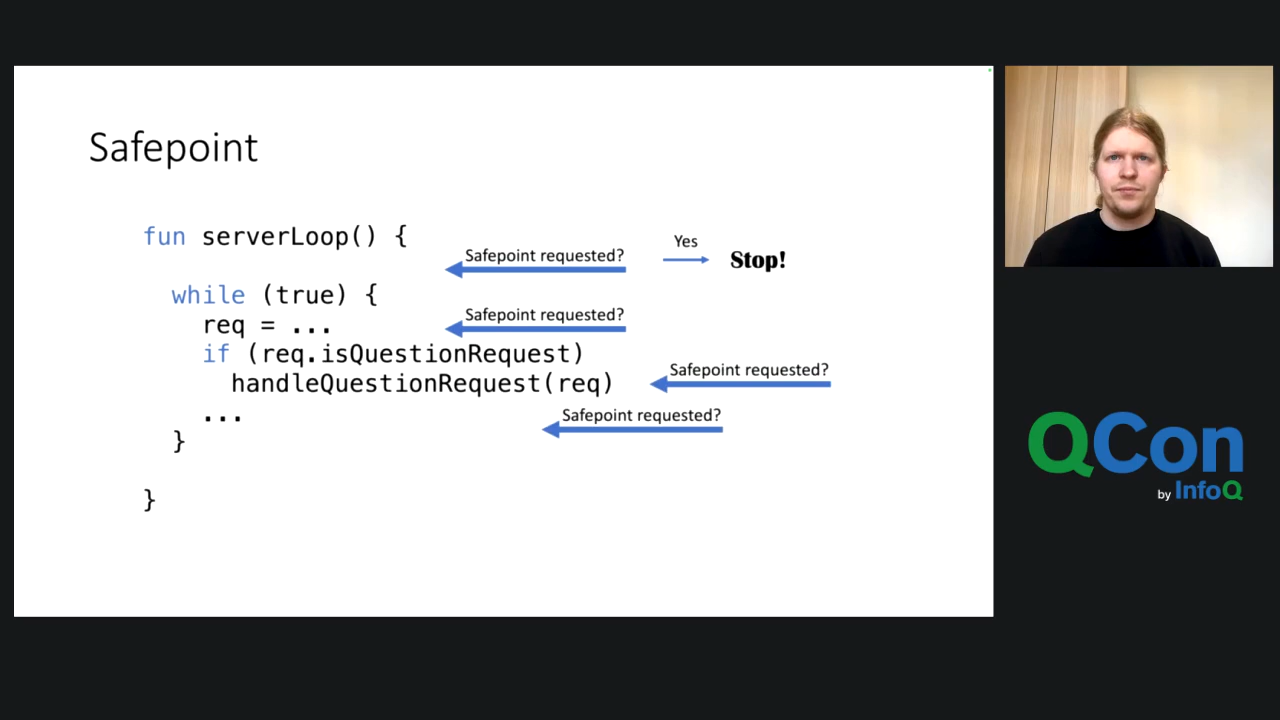 Safepoint
fun serverLoop() {
Safepoint requested?
Yes
Stop!
while (true) {
Safepoint requested?
req = ...
if (req.isQuestionRequest)
Safepoint requested?
handleQuestionRequest(req)
Safepoint requested?
...
}
}
QCon
by InfoQ